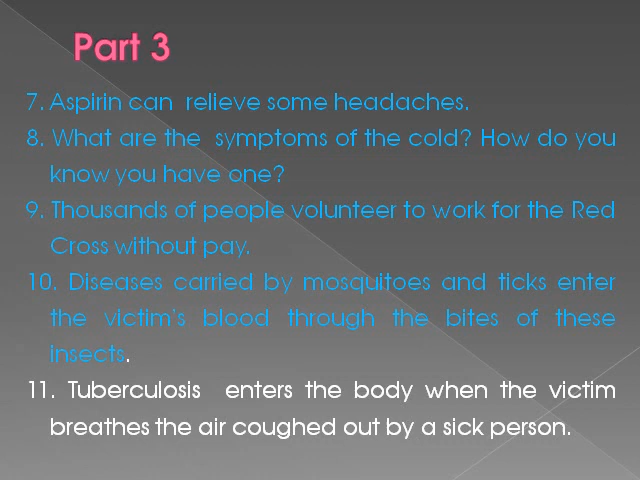 Part 3
7. Aspirin can relieve some headaches.
8. What are the symptoms of the cold? How do you
know you have one?
9. Thousands of people volunteer to work for the Red
Cross without pay.
10. Diseases carried by mosquitoes and ticks enter
the victim's blood through the bites of these
insects.
11. Tuberculosis enters the body when the victim
breathes the air coughed out by a sick person.